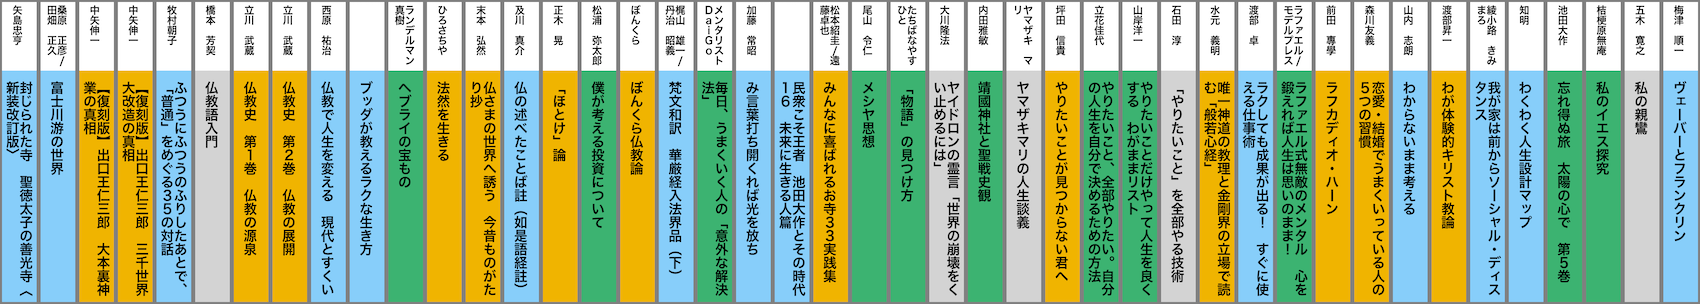 梅津 順一
ヴェーバーとフランクリン
五木 寛之
私の親鸞
桔梗原無庵
私のイエス探究
池田大作
忘れ得ぬ旅 太陽の心で 第5巻
知明
わくわく人生設計マップ
綾小路 きみ
まろ
我が家は前からソーシャル・ディス
タンス
渡部昇一
わが体験的キリスト教論
山内 志朗
わからないまま考える
森川友義
恋愛・結婚でうまくいっている人の
5つの習慣
前田 專學
ラフカディオ・ハーン
ラファエル/
モデルプレス
ラファエル式無敵のメンタル 心を
鍛えれば人生は思いのまま!
渡部 卓
ラクしても成果が出る! すぐに使
える仕事術
水元 義明
唯一神道の教理と金剛界の立場で読
む「般若心経」
石田 淳
「やりたいこと」を全部やる技術
山岸洋一
やりたいことだけやって人生を良く
する わがままリスト
立花佳代
やりたいこと、全部やりたい。自分
の人生を自分で決めるための方法
坪田 信貴
やりたいことが見つからない君へ
ヤマザキ マ
リ
ヤマザキマリの人生談義
内田雅敏
靖國神社と聖戦史観
大川隆法
ヤイドロンの霊言「世界の崩壊をく
い止めるには」
たちばなやす
ひと
「物語」の見つけ方
尾山 令仁
メシヤ思想
松本紹圭/遠
藤卓也
みんなに喜ばれるお寺33実践集
民衆こそ王者 池田大作とその時代
16 未来に生きる人篇
加藤 常昭
み言葉打ち開くれば光を放ち
メンタリスト
DaiGo
毎日、うまくいく人の「意外な解決
法」
梶山 雄一/
丹治 昭義
梵文和訳 華厳経入法界品(下)
ぼんくら
ぼんくら仏教論
松浦 弥太郎
僕が考える投資について
正木 晃
「ほとけ」論
及川 真介
仏の述べたことば註(如是語経註)
末本 弘然
仏さまの世界へ誘う 今昔ものがた
り抄
ひろさちや
法然を生きる
ランデルマン
真樹
ヘブライの宝もの
ブッダが教えるラクな生き方
西原 祐治
仏教で人生を変える 現代とすくい
立川 武蔵
仏教史 第2巻 仏教の展開
立川 武蔵
仏教史 第1巻 仏教の源泉
橋本 芳契
仏教語入門
牧村朝子
ふつうにふつうのふりしたあとで、
「普通」をめぐる35の対話
中矢伸一
【復刻版】出口王仁三郎 三千世界
大改造の真相
中矢伸一
【復刻版】出口王仁三郎 大本裏神
業の真相
桑原 正彦/
田畑 正久
富士川游の世界
矢島忠亨
封じられた寺 聖徳太子の善光寺〈
新装改訂版〉